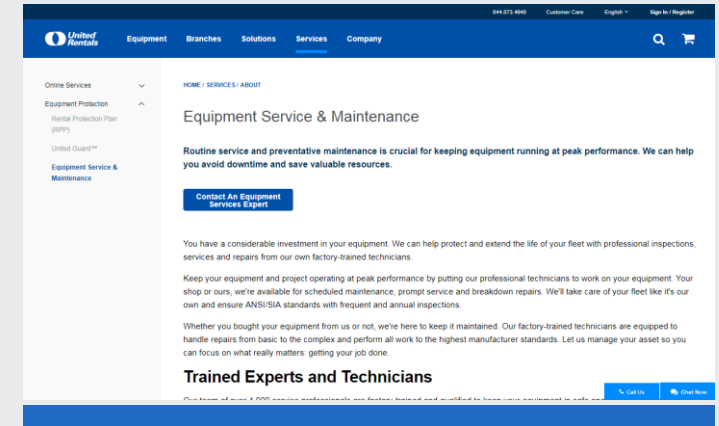 844.873.4948 Customer Care English Sign In / Register
United Rentals Equipment Branches Solutions Services Company
Online Services
Equipment Protection
Rental Protection Plan
(RPP)
United Guard™
Equipment Service &
Maintenance
HOME / SERVICES / ABOUT
Equipment Service & Maintenance
Routine service and preventative maintenance is crucial for keeping equipment running at peak performance. We can help
you avoid downtime and save valuable resources.
Contact An Equipment
Services Expert
You have a considerable investment in your equipment. We can help protect and extend the life of your fleet with professional inspections,
services and repairs from our own factory-trained technicians.
Keep your equipment and project operating at peak performance by putting our professional technicians to work on your equipment. Your
shop or ours, we're available for scheduled maintenance, prompt service and breakdown repairs. We'll take care of your fleet like it's our
own and ensure ANSI/SIA standards with frequent and annual inspections.
Whether you bought your equipment from us or not, we're here to keep it maintained. Our factory-trained technicians are equipped to
handle repairs from basic to the complex and perform all work to the highest manufacturer standards. Let us manage your asset so you
can focus on what really matters: getting your job done.
Trained Experts and Technicians
Call Us Chat Now